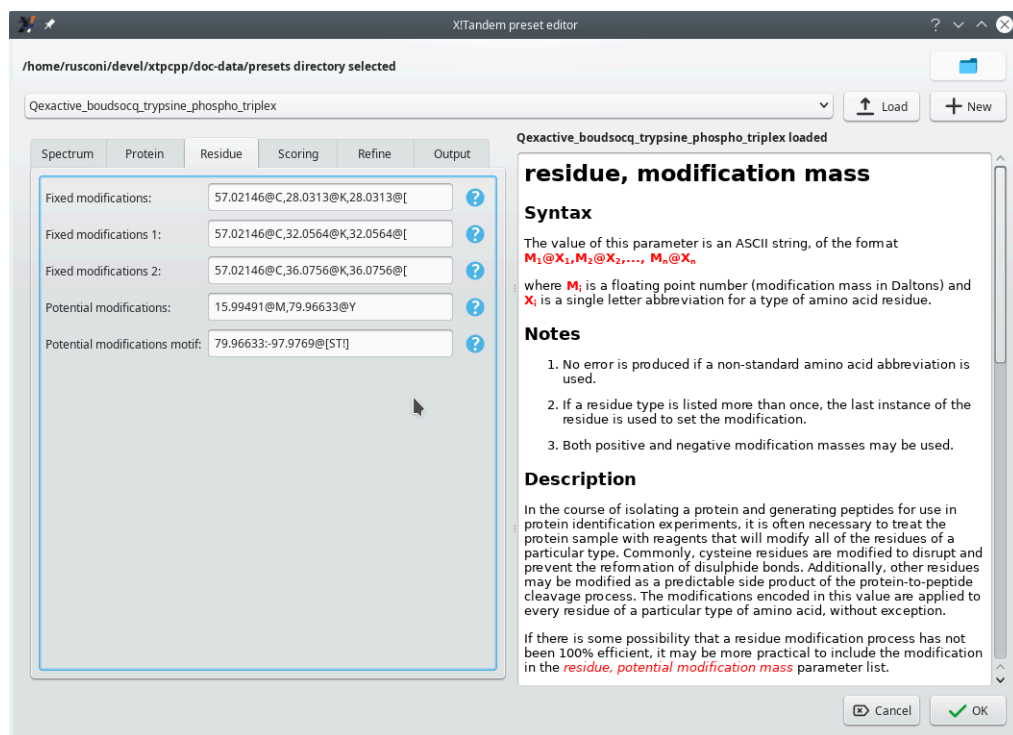 X!Tandem preset editor
/home/rusconi/devel/xtpcpp/doc-data/presets directory selected
Qexactive_boudsocq_trypsine_phospho_triplex
Load
New
Spectrum
Protein
Residue
Scoring
Refine
Output
Fixed modifications:
57.02146@C,28.0313@K,28.0313@[
Fixed modifications 1:
57.02146@C,32.0564@K,32.0564@[
Fixed modifications 2:
57.02146@C,36.0756@K,36.0756@[
Potential modifications:
15.99491@M,79.96633@Y
Potential modifications motif:
79.96633:-97.9769@[ST!]
Qexactive_boudsocq_trypsine_phospho_triplex loaded
residue, modification mass
Syntax
The value of this parameter is an ASCII string, of the format
M1@X1,M2@X2,..., Mn@Xn
where Mi is a floating point number (modification mass in Daltons) and
Xi is a single letter abbreviation for a type of amino acid residue.
Notes
1. No error is produced if a non-standard amino acid abbreviation is
used.
2. If a residue type is listed more than once, the last instance of the
residue is used to set the modification.
3. Both positive and negative modification masses may be used.
Description
In the course of isolating a protein and generating peptides for use in
protein identification experiments, it is often necessary to treat the
protein sample with reagents that will modify all of the residues of a
particular type. Commonly, cysteine residues are modified to disrupt and
prevent the reformation of disulphide bonds. Additionally, other residues
may be modified as a predictable side product of the protein-to-peptide
cleavage process. The modifications encoded in this value are applied to
every residue of a particular type of amino acid, without exception.
If there is some possibility that a residue modification process has not
been 100% efficient, it may be more practical to include the modification
in the residue, potential modification mass parameter list.
Cancel
OK